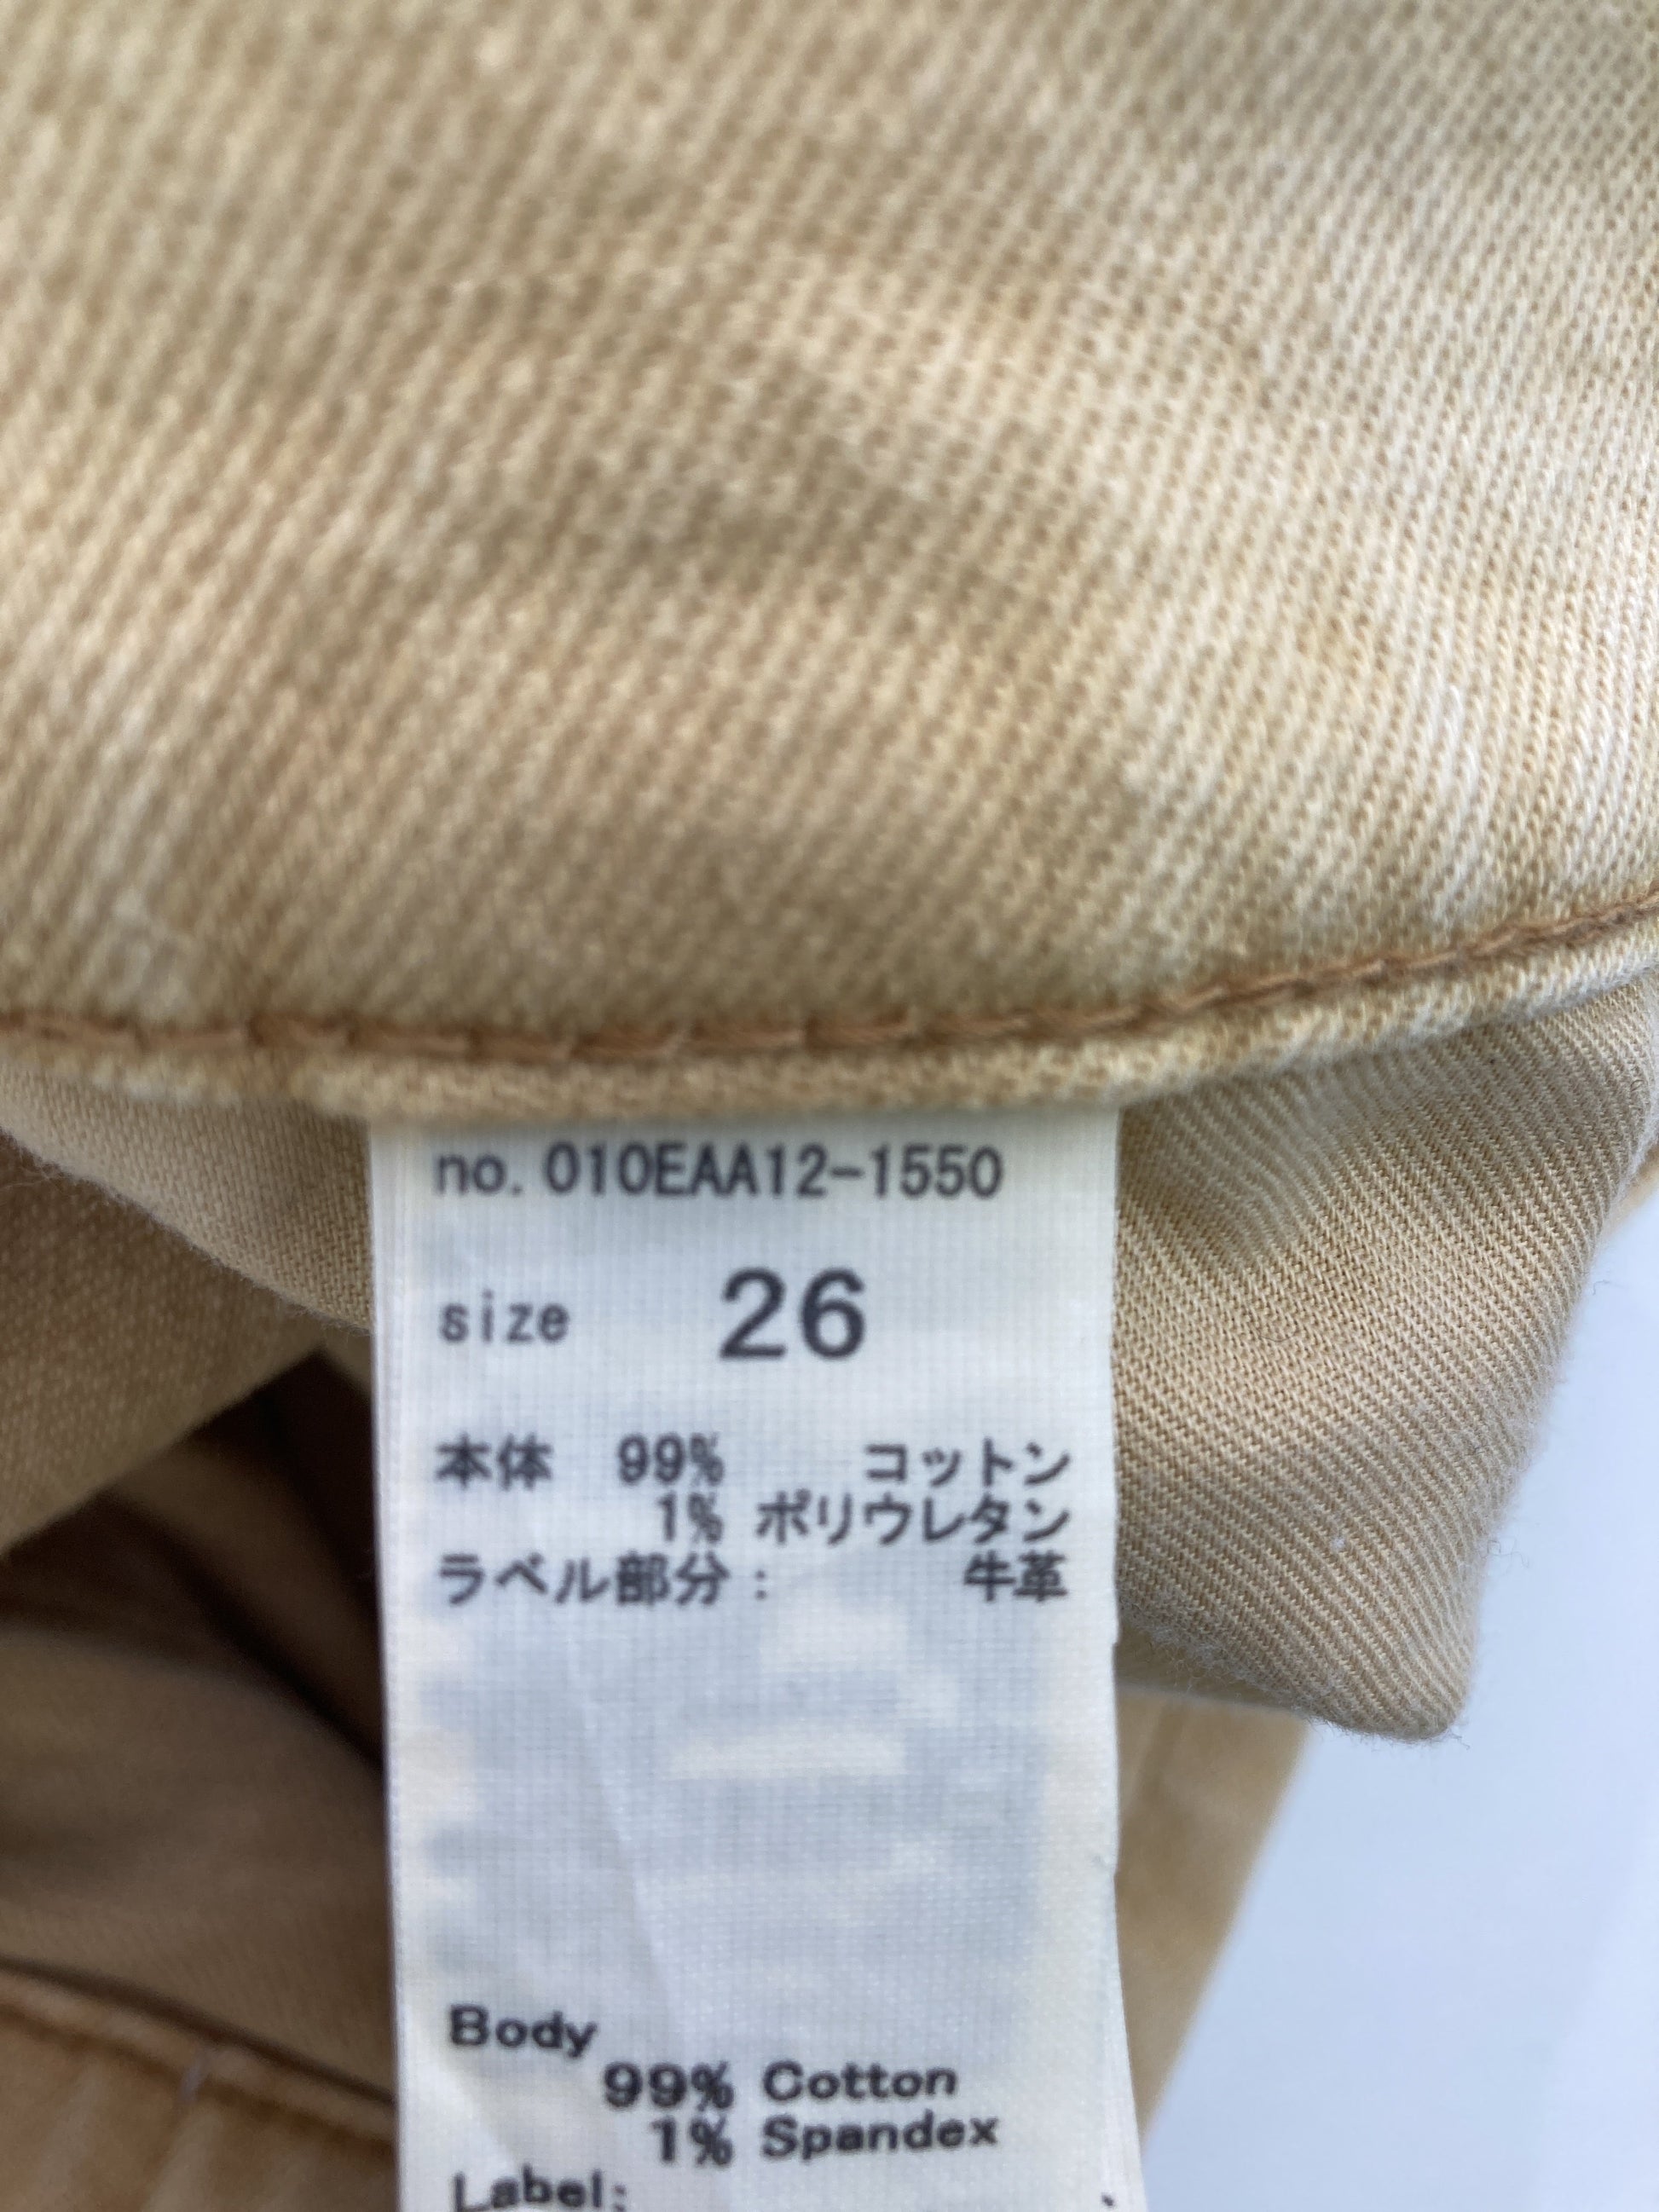 no. 010EAA12-1550
size 26
本体 99% コットン
1% ポリウレタン
ラベル部分: 牛革
Body
99% Cotton
1% Spandex
Label: